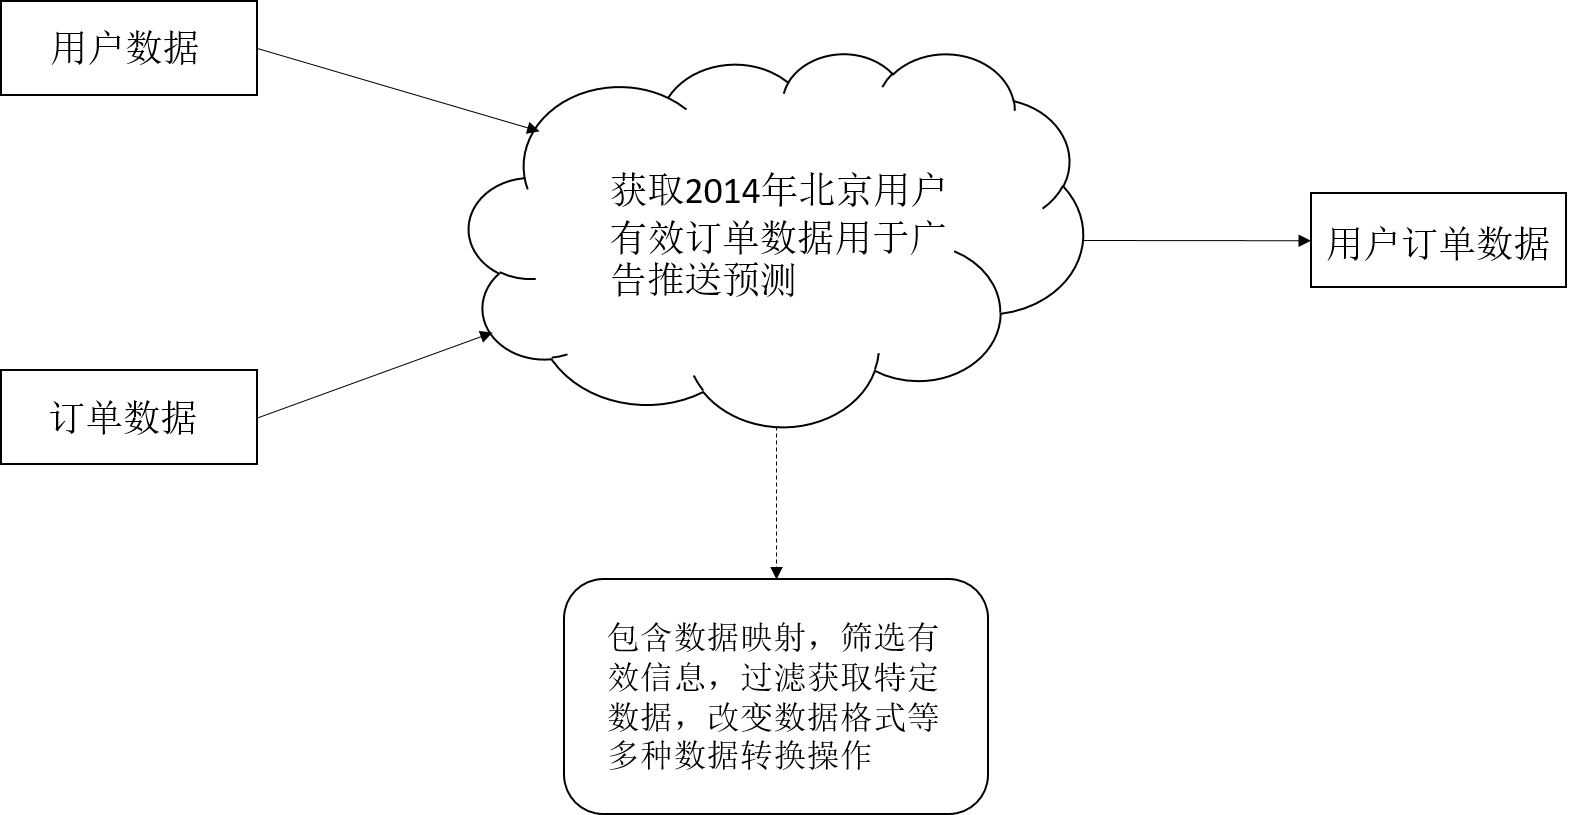 用户数据
获取2014年北京用户
有效订单数据用于广
告推送预测
用户订单数据
订单数据
包含数据映射，筛选有
效信息，过滤获取特定
数据，改变数据格式等
多种数据转换操作